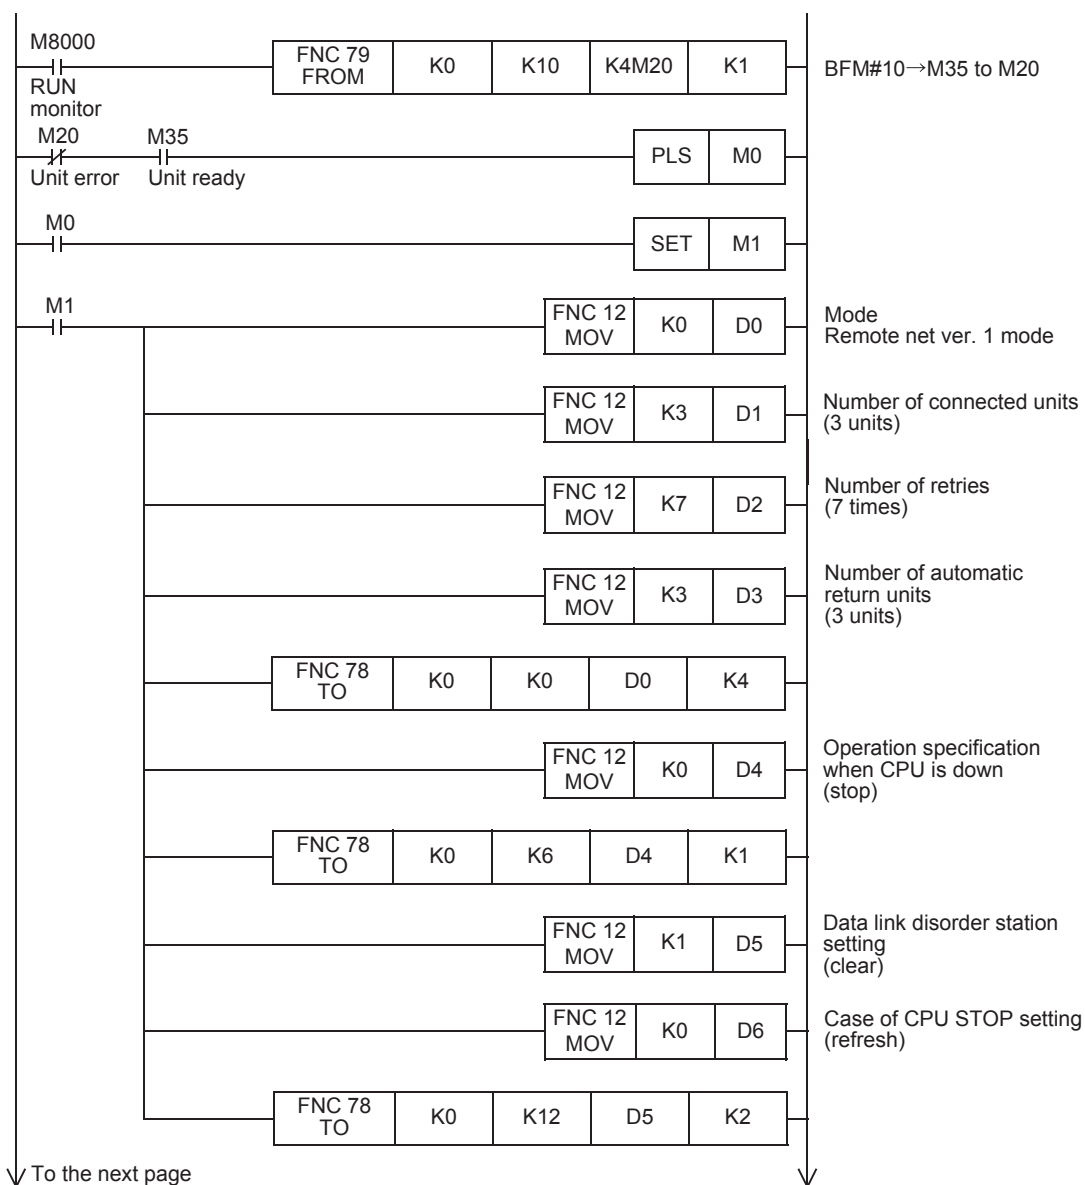 M8000
RUN
monitor
FNC 79
FROM
K0
K10
K4M20
K1
BFM#10→M35 to M20
M20
Unit error
M35
Unit ready
PLS
M0
M0
SET
M1
M1
FNC 12
MOV
K0
D0
Mode
Remote net ver. 1 mode
FNC 12
MOV
K3
D1
Number of connected units
(3 units)
FNC 12
MOV
K7
D2
Number of retries
(7 times)
FNC 12
MOV
K3
D3
Number of automatic
return units
(3 units)
FNC 78
TO
K0
K0
D0
K4
FNC 12
MOV
K0
D4
Operation specification
when CPU is down
(stop)
FNC 78
TO
K0
K6
D4
K1
FNC 12
MOV
K1
D5
Data link disorder station
setting
(clear)
FNC 12
MOV
K0
D6
Case of CPU STOP setting
(refresh)
FNC 78
TO
K0
K12
D5
K2
To the next page